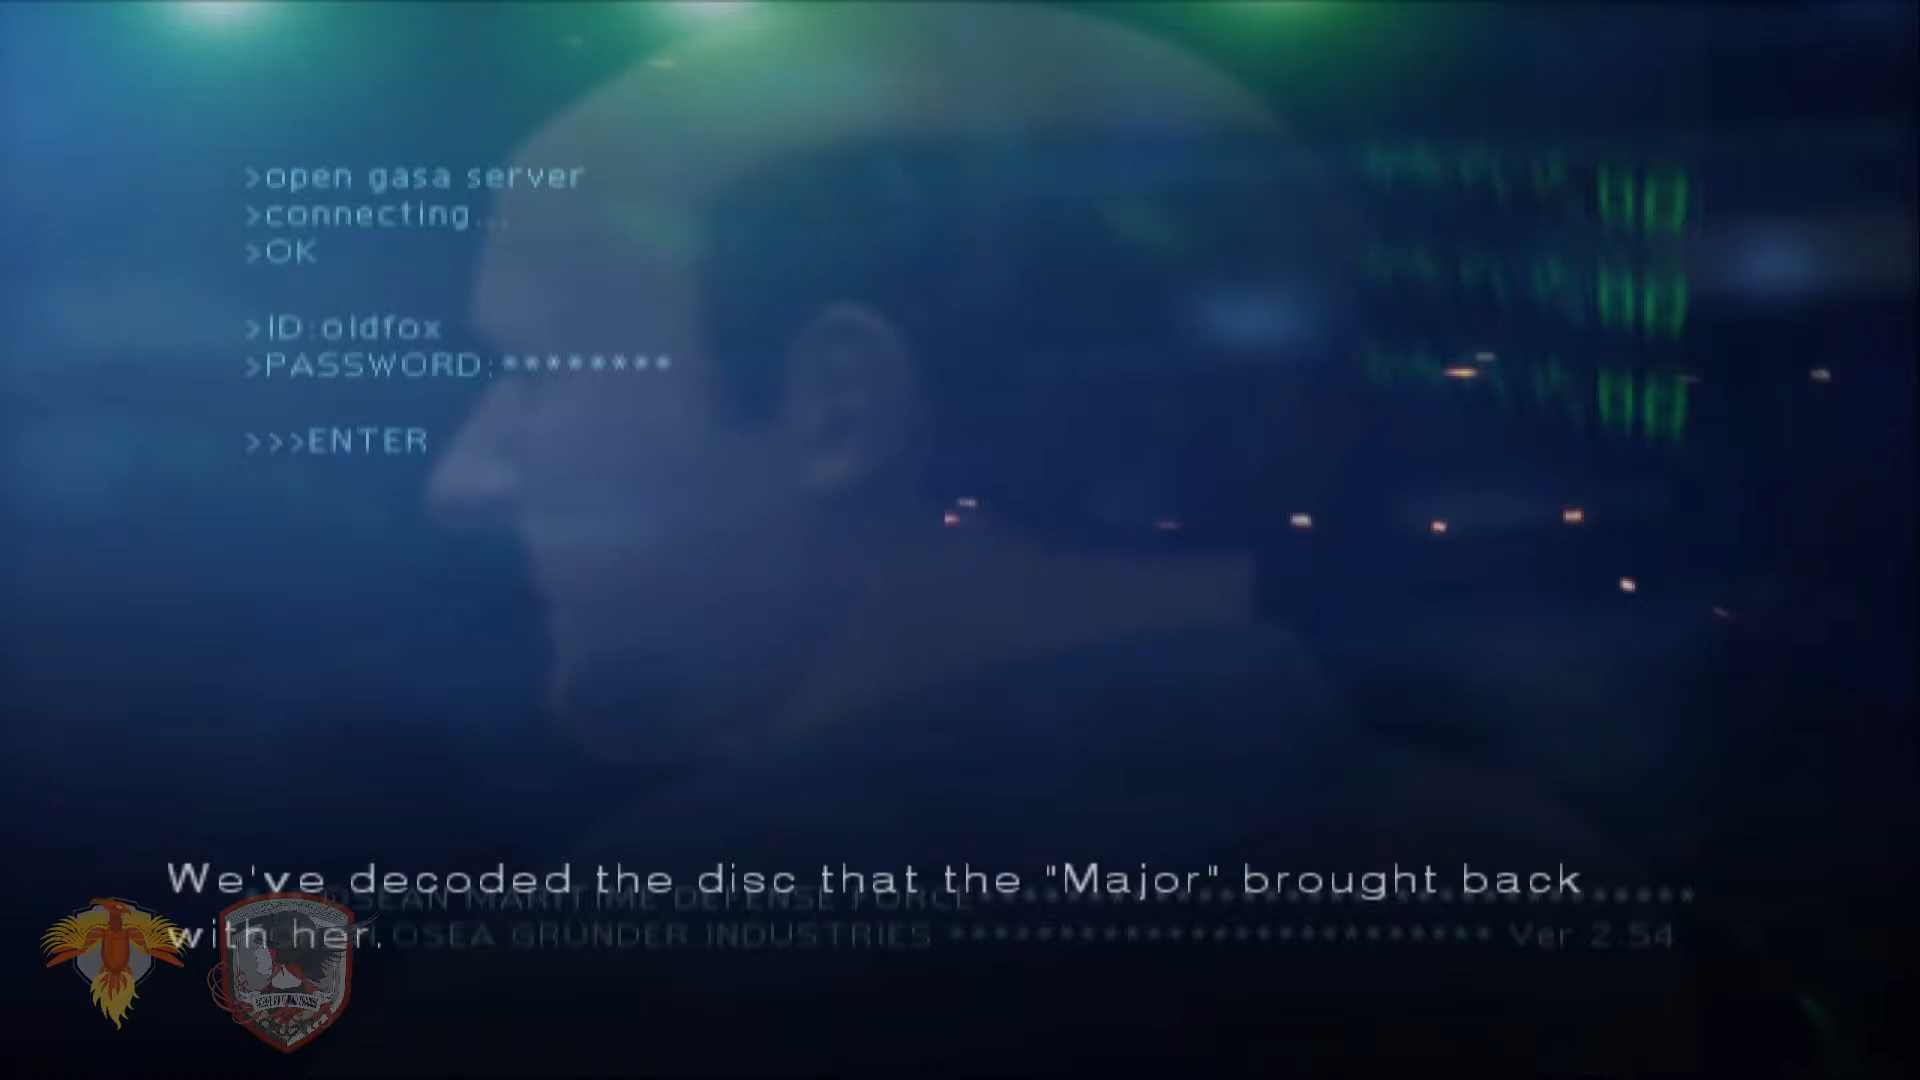 >open gasa server
>connecting...
>OK
>ID:oldfox
>PASSWORD:********
>>>ENTER
We've decoded the disc that the "Major" brought back
OSEAN MARITIME DEFENSE FORCE
with her.
OSEA GRUNDER INDUSTRIES ************************** Ver 2.54